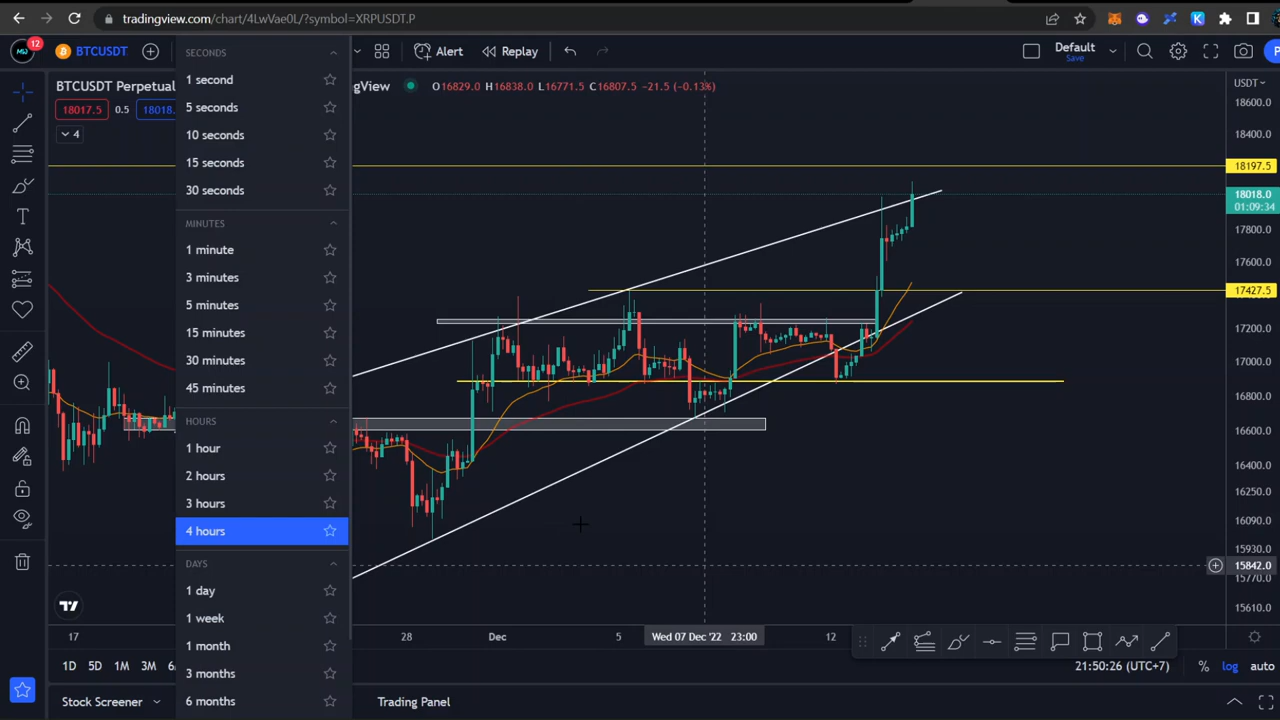 tradingview.com/chart/4LwVae0L/?symbol=XRPUSDT.P
12
BTCUSDT
Alert
Replay
Default
Save
BTCUSDT Perpetual
gView
O16829.0 H16838.0 L16771.5 C16807.5 -21.5 (-0.13%)
USDT
18017.5
0.5
18018.
4
SECONDS
1 second
5 seconds
10 seconds
15 seconds
30 seconds
MINUTES
1 minute
3 minutes
5 minutes
15 minutes
30 minutes
45 minutes
HOURS
1 hour
2 hours
3 hours
4 hours
DAYS
1 day
1 week
1 month
3 months
6 months
18600.0
18400.0
18197.5
18018.0
01:09:34
17800.0
17600.0
17427.5
17200.0
17000.0
16800.0
16600.0
16400.0
16250.0
16090.0
15930.0
15842.0
15770.0
15610.0
17
28
Dec
5
Wed 07 Dec '22 23:00
12
1D
5D
1M
3M
21:50:26 (UTC+7)
%
log
auto
Stock Screener
Trading Panel